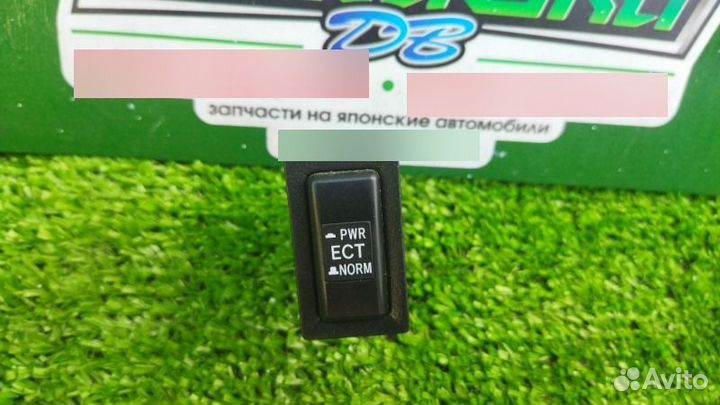 DB
запчасти на японские автомобили
PWR
ECT
NORM
Avito